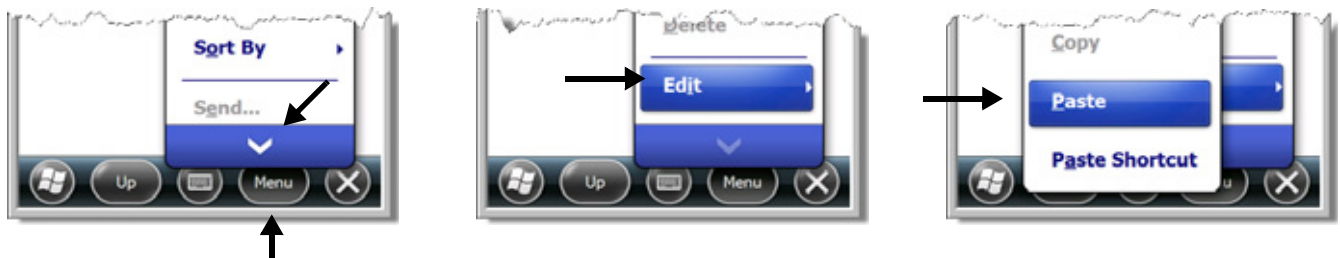 Sort By
Send...
Up
Menu
Delete
Edit
Up
Menu
Copy
Paste
Paste Shortcut
u